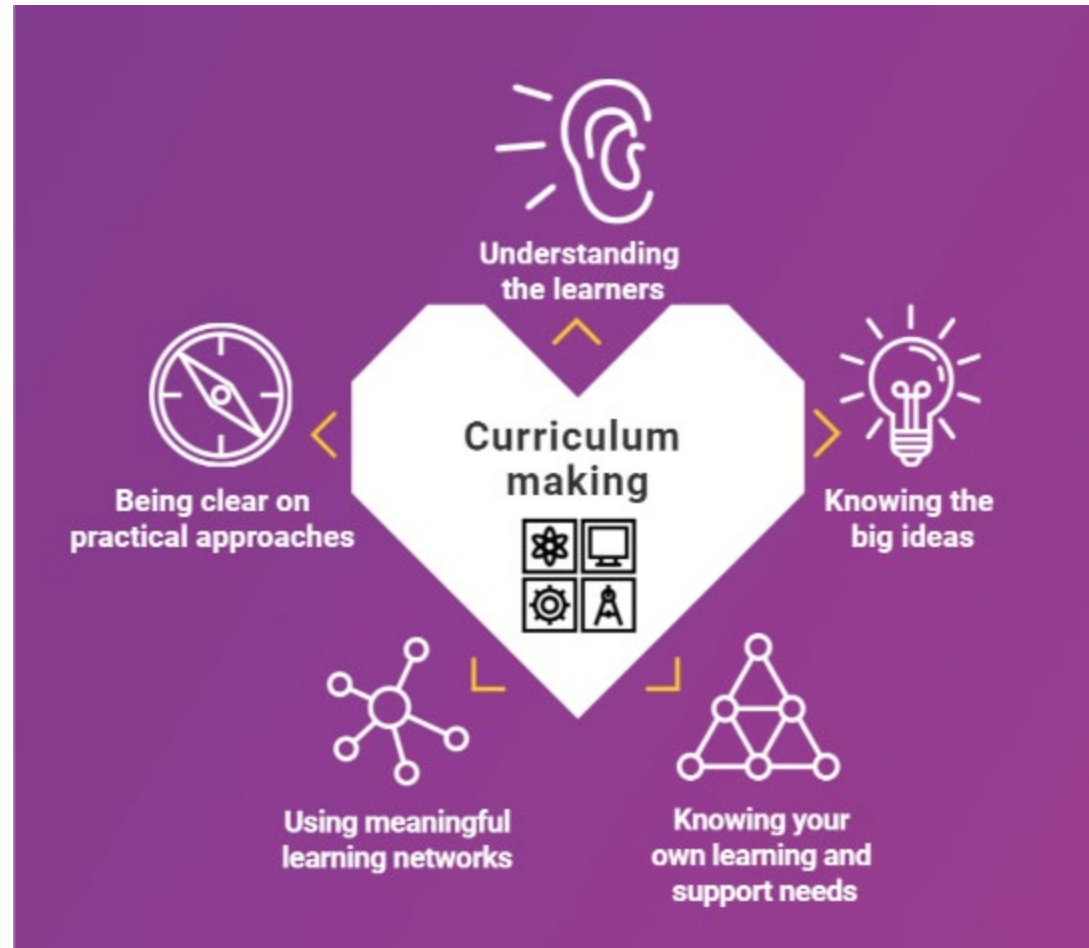 Understanding
the learners
Curriculum
making
Being clear on
practical approaches
Knowing the
big ideas
Using meaningful
learning networks
Knowing your
own learning and
support needs